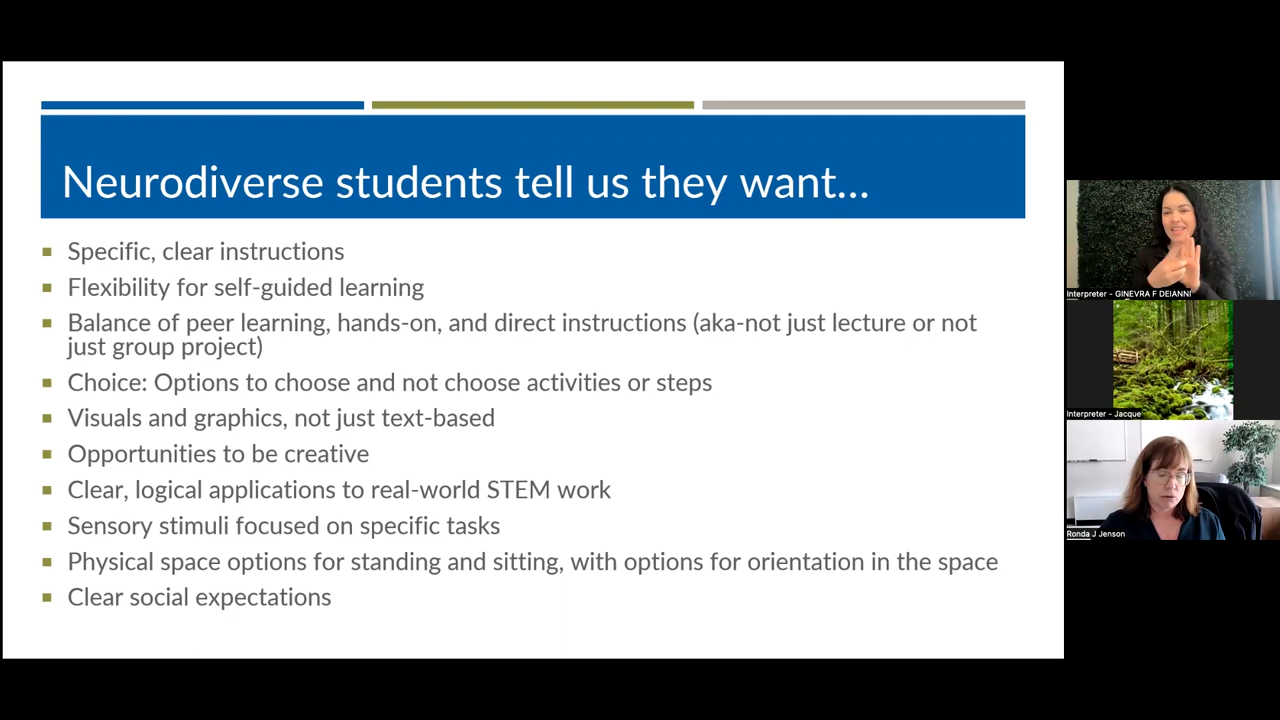 Neurodiverse students tell us they want...
Specific, clear instructions
Flexibility for self-guided learning
Balance of peer learning, hands-on, and direct instructions (aka-not just lecture or not
just group project)
Choice: Options to choose and not choose activities or steps
Visuals and graphics, not just text-based
Opportunities to be creative
Clear, logical applications to real-world STEM work
Sensory stimuli focused on specific tasks
Physical space options for standing and sitting, with options for orientation in the space
Clear social expectations
Interpreter - GINEVRA F DEIANNI
Interpreter - Jacque
Ronda J Jenson